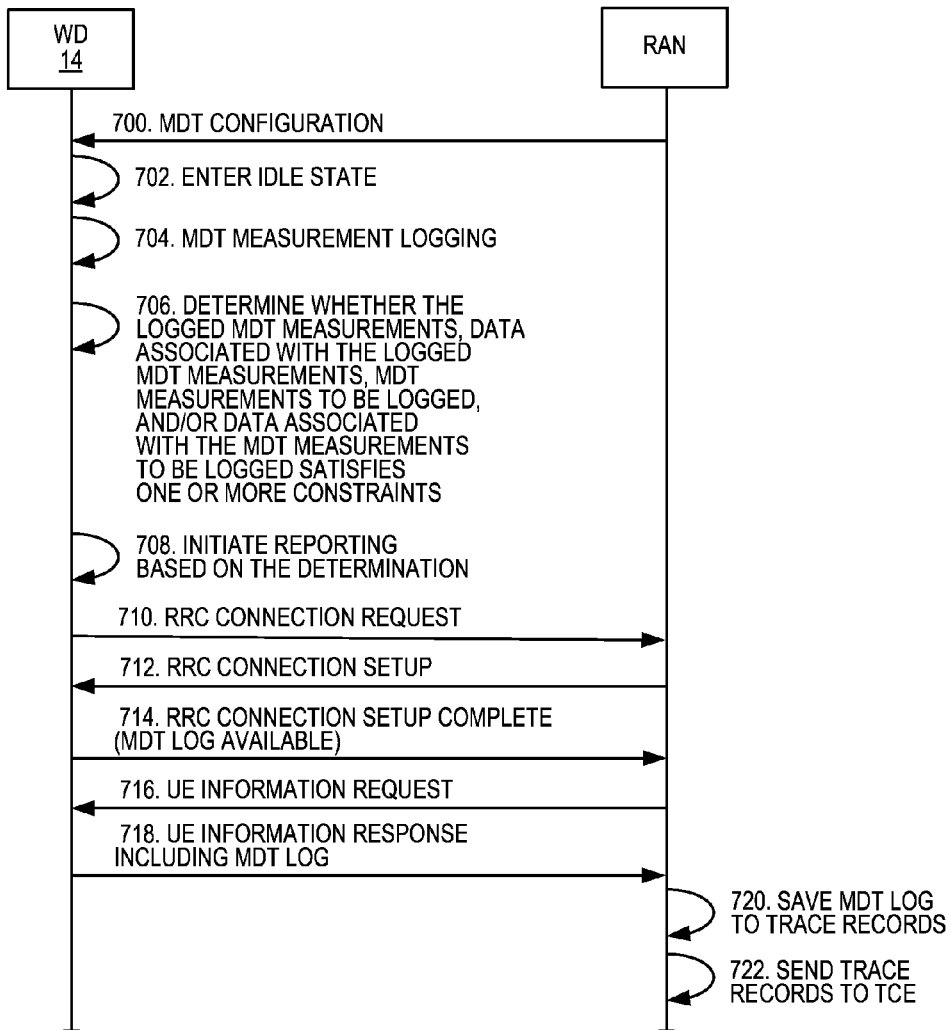 WD
14
RAN
700. MDT CONFIGURATION
702. ENTER IDLE STATE
704. MDT MEASUREMENT LOGGING
706. DETERMINE WHETHER THE
LOGGED MDT MEASUREMENTS, DATA
ASSOCIATED WITH THE LOGGED
MDT MEASUREMENTS, MDT
MEASUREMENTS TO BE LOGGED,
AND/OR DATA ASSOCIATED
WITH THE MDT MEASUREMENTS
TO BE LOGGED SATISFIES
ONE OR MORE CONSTRAINTS
708. INITIATE REPORTING
BASED ON THE DETERMINATION
710. RRC CONNECTION REQUEST
712. RRC CONNECTION SETUP
714. RRC CONNECTION SETUP COMPLETE
(MDT LOG AVAILABLE)
716. UE INFORMATION REQUEST
718. UE INFORMATION RESPONSE
INCLUDING MDT LOG
720. SAVE MDT LOG
TO TRACE RECORDS
722. SEND TRACE
RECORDS TO TCE